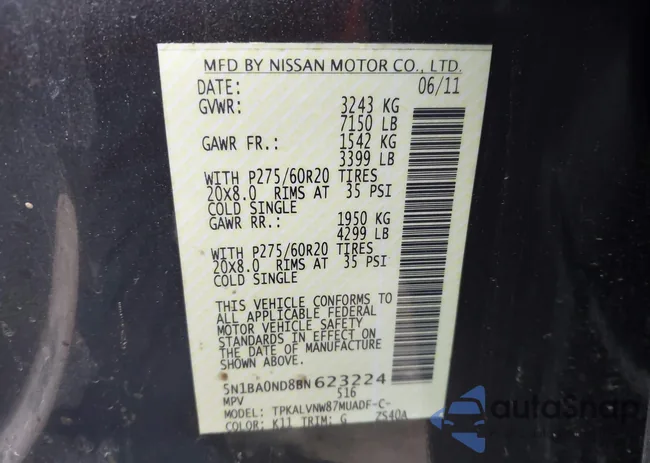 MFD BY NISSAN MOTOR CO., LTD.
DATE: 06/11
GVWR: 3243 KG
7150 LB
GAWR FR.: 1542 KG
3399 LB
WITH P275/60R20 TIRES
20X8.0 RIMS AT 35 PSI
COLD SINGLE
GAWR RR.: 1950 KG
4299 LB
WITH P275/60R20 TIRES
20X8.0 RIMS AT 35 PSI
COLD SINGLE
THIS VEHICLE CONFORMS TO
ALL APPLICABLE FEDERAL
MOTOR VEHICLE SAFETY
STANDARDS IN EFFECT ON
THE DATE OF MANUFACTURE
SHOWN ABOVE.
5N1BA0ND8BN 623224
MPV 516
MODEL: TPKALVNW87MUADF-C-
COLOR: K11 TRIM: G ZS40A
autoSnap